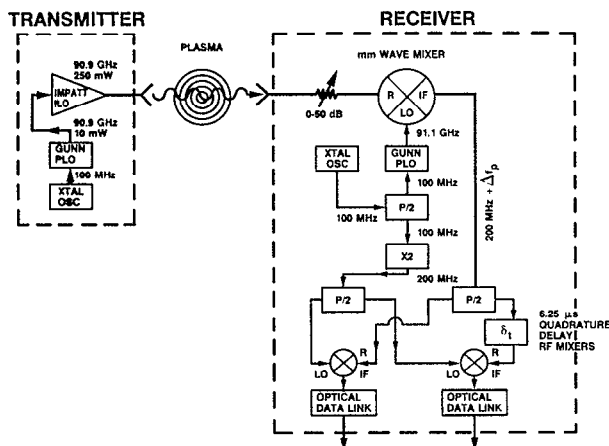 TRANSMITTER
90.9 GHz
250 mW
IMPATT
ILO
90.9 GHz
10 mW
GUNN
PLO
100 MHz
XTAL
OSC
PLASMA
RECEIVER
mm WAVE MIXER
R
IF
LO
0-50 dB
91.1 GHz
XTAL
OSC
GUNN
PLO
100 MHz
100 MHz
P/2
100 MHz
X2
200 MHz
200 MHz + Δfp
P/2
P/2
δt
6.25 μs
QUADRATURE
DELAY
RF MIXERS
LO
R
IF
LO
R
IF
OPTICAL
DATA LINK
OPTICAL
DATA LINK